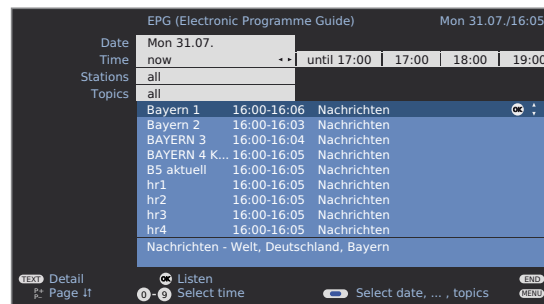 EPG (Electronic Programme Guide) Mon 31.07./16:05
Date Mon 31.07.
Time now until 17:00 17:00 18:00 19:00
Stations all
Topics all
Bayern 1 16:00-16:06 Nachrichten OK
Bayern 2 16:00-16:03 Nachrichten
BAYERN 3 16:00-16:04 Nachrichten
BAYERN 4 K... 16:00-16:05 Nachrichten
B5 aktuell 16:00-16:05 Nachrichten
hr1 16:00-16:05 Nachrichten
hr2 16:00-16:05 Nachrichten
hr3 16:00-16:05 Nachrichten
hr4 16:00-16:05 Nachrichten
Nachrichten - Welt, Deutschland, Bayern
TEXT Detail OK Listen END
P+ P- Page 0 - 9 Select time Select date, ... , topics MENU